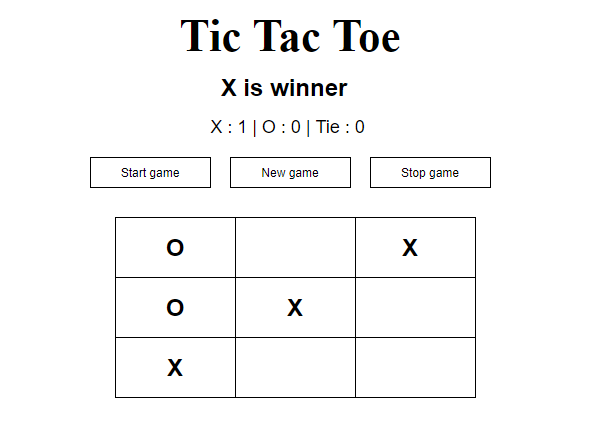 Tic Tac Toe
X is winner
X : 1 | O : 0 | Tie : 0
Start game New game Stop game
O X
O X
X